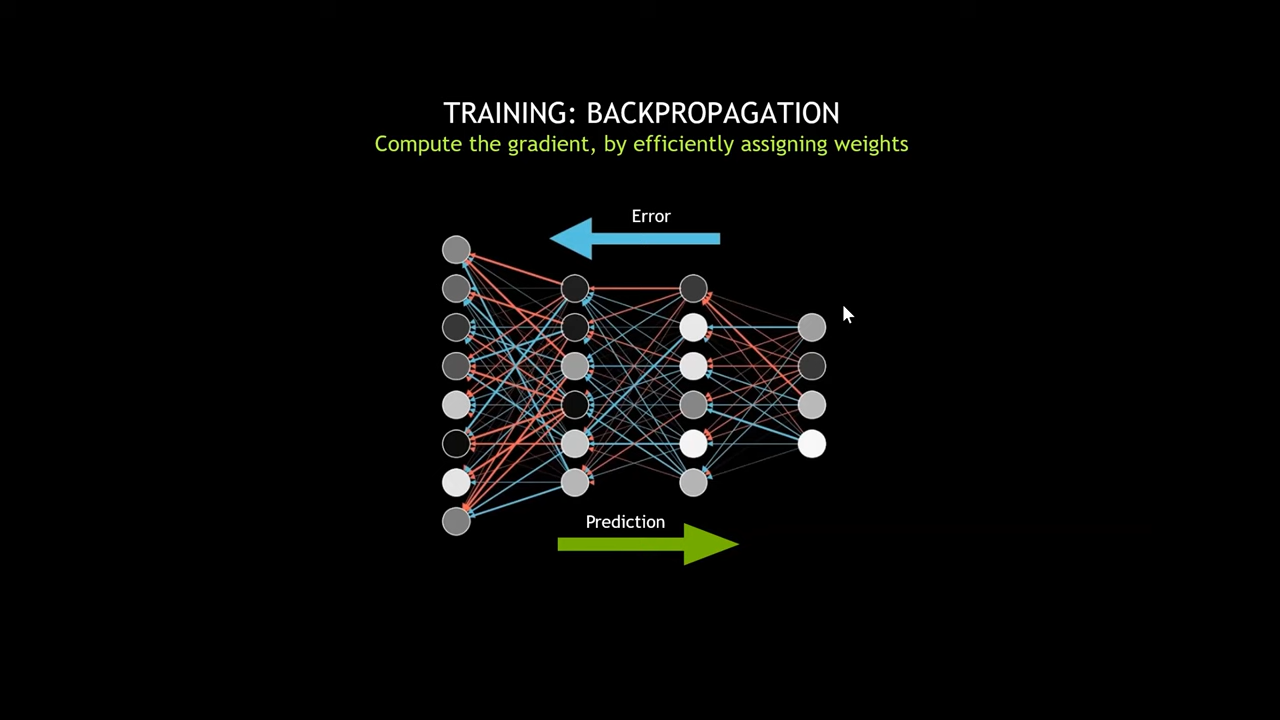 TRAINING: BACKPROPAGATION
Compute the gradient, by efficiently assigning weights
Error
Prediction